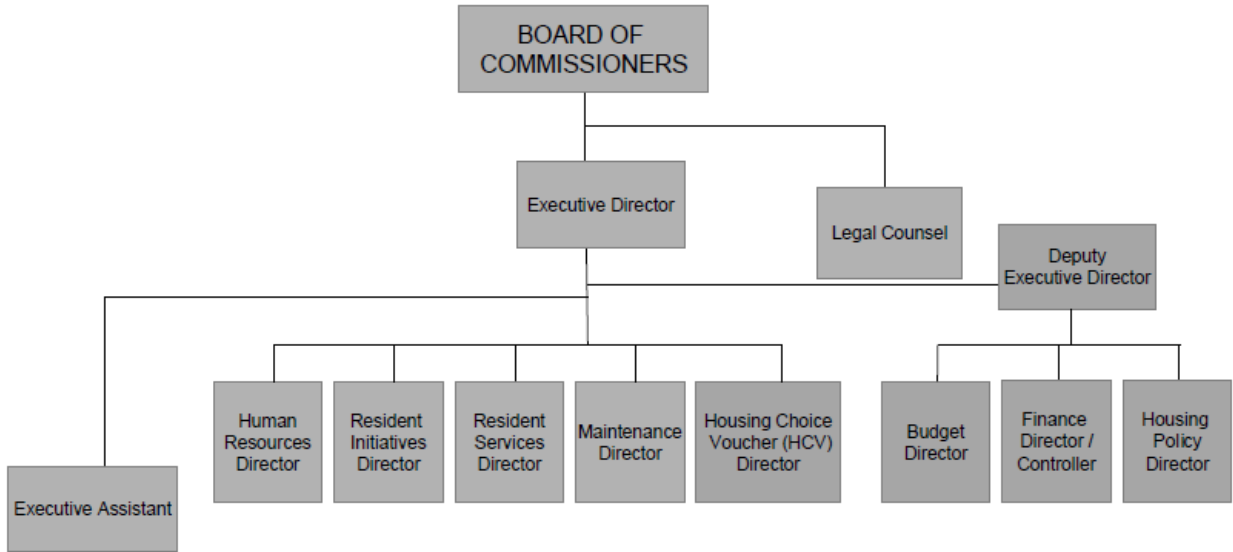 BOARD OF
COMMISSIONERS
Executive Director
Legal Counsel
Deputy
Executive Director
Human
Resources
Director
Resident
Initiatives
Director
Resident
Services
Director
Maintenance
Director
Housing Choice
Voucher (HCV)
Director
Budget
Director
Finance
Director /
Controller
Housing
Policy
Director
Executive Assistant